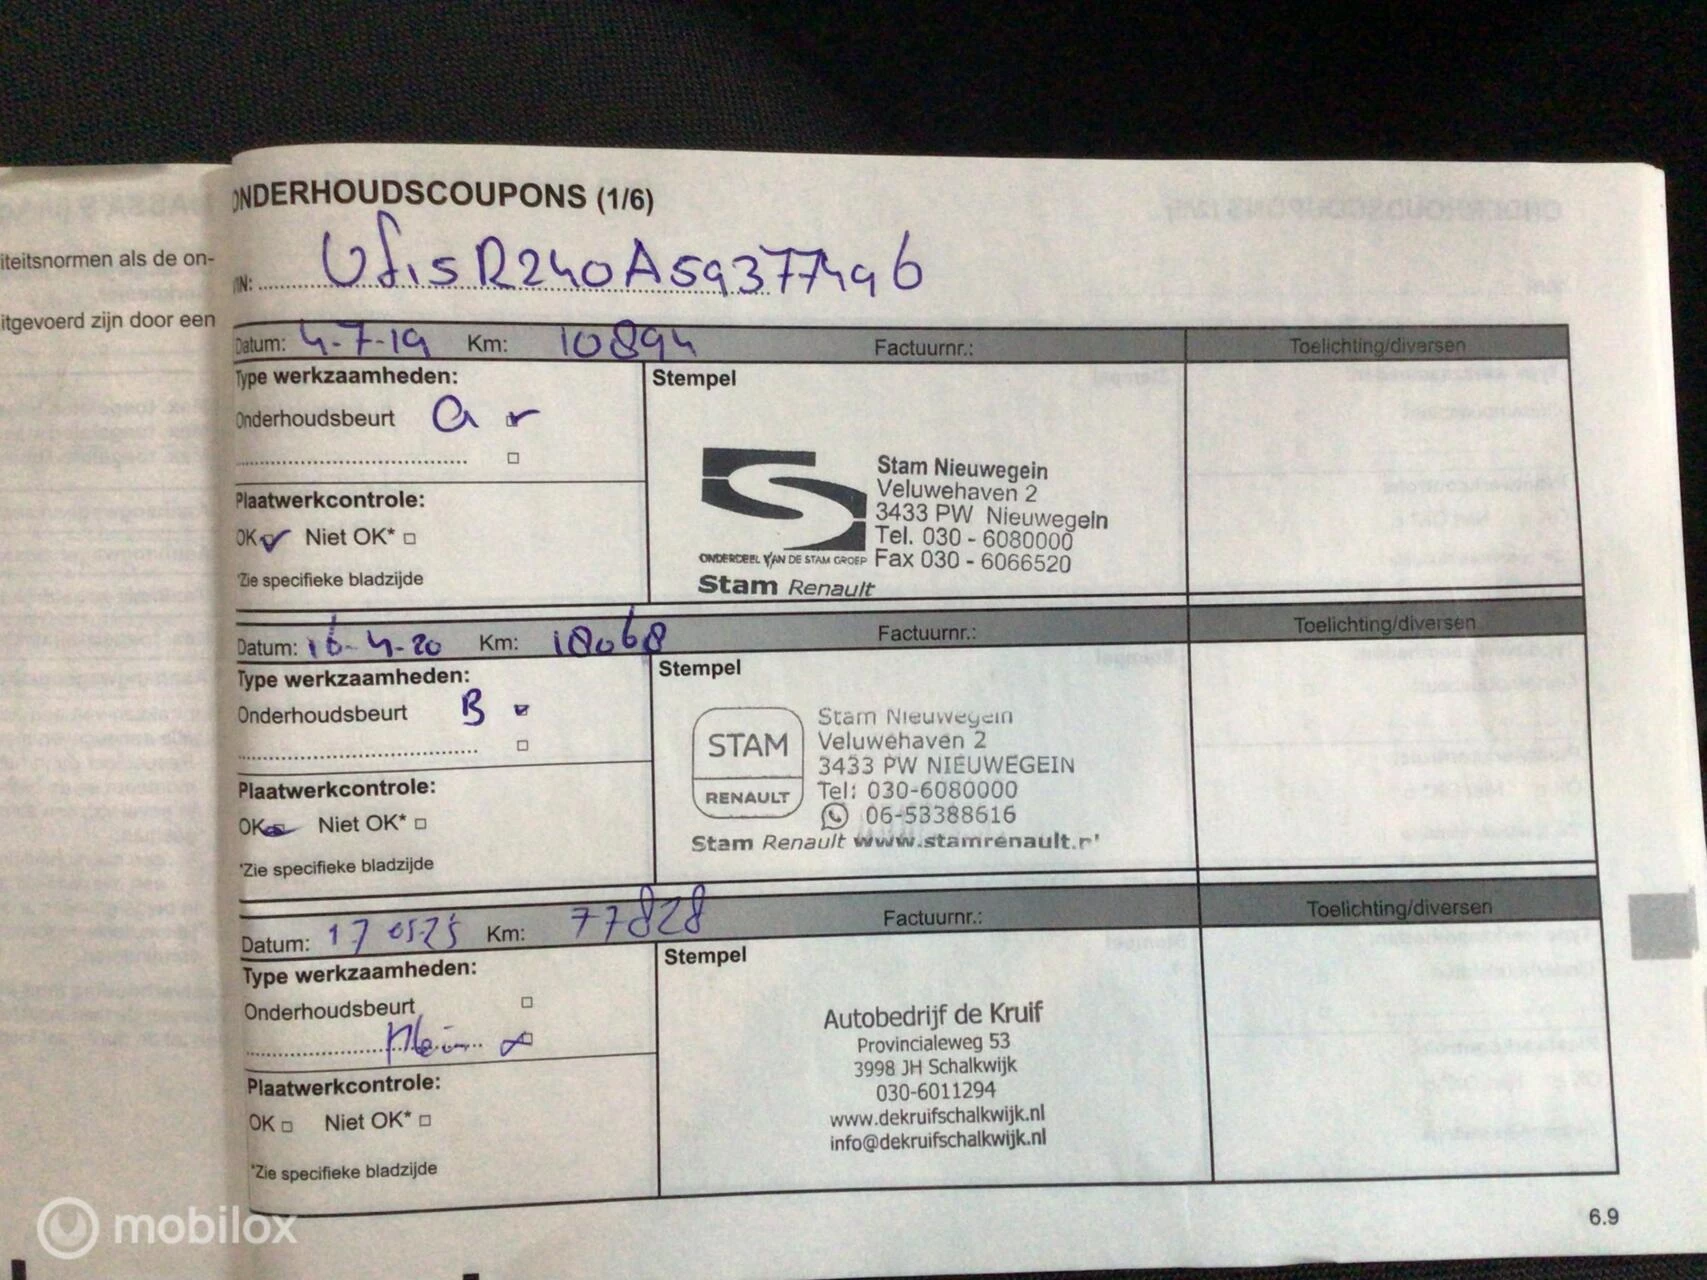 ONDERHOUDSCOUPONS (1/6)
iteitsnormen als de on-
itgevoerd zijn door een
VIN: Vf15R240A59377496
Datum: 4-7-19 Km: 10894 Factuurnr.: Toelichting/diversen
Type werkzaamheden:
Stempel
Onderhoudsbeurt A
Plaatwerkcontrole:
OK Niet OK*
*Zie specifieke bladzijde
Stam Nieuwegein
Veluwehaven 2
3433 PW Nieuwegein
Tel. 030 - 6080000
ONDERDEEL VAN DE STAM GROEP Fax 030 - 6066520
Stam Renault
Datum: 16-4-20 Km: 18068 Factuurnr.: Toelichting/diversen
Type werkzaamheden:
Stempel
Onderhoudsbeurt B
Plaatwerkcontrole:
OK Niet OK*
*Zie specifieke bladzijde
STAM
RENAULT
Stam Nieuwegein
Veluwehaven 2
3433 PW NIEUWEGEIN
Tel: 030-6080000
06-53388616
Stam Renault www.stamrenault.n
Datum: 17 05-25 Km: 77828 Factuurnr.: Toelichting/diversen
Type werkzaamheden:
Stempel
Onderhoudsbeurt
Klein
Plaatwerkcontrole:
OK Niet OK*
*Zie specifieke bladzijde
Autobedrijf de Kruif
Provincialeweg 53
3998 JH Schalkwijk
030-6011294
www.dekruifschalkwijk.nl
info@dekruifschalkwijk.nl
6.9
mobilox